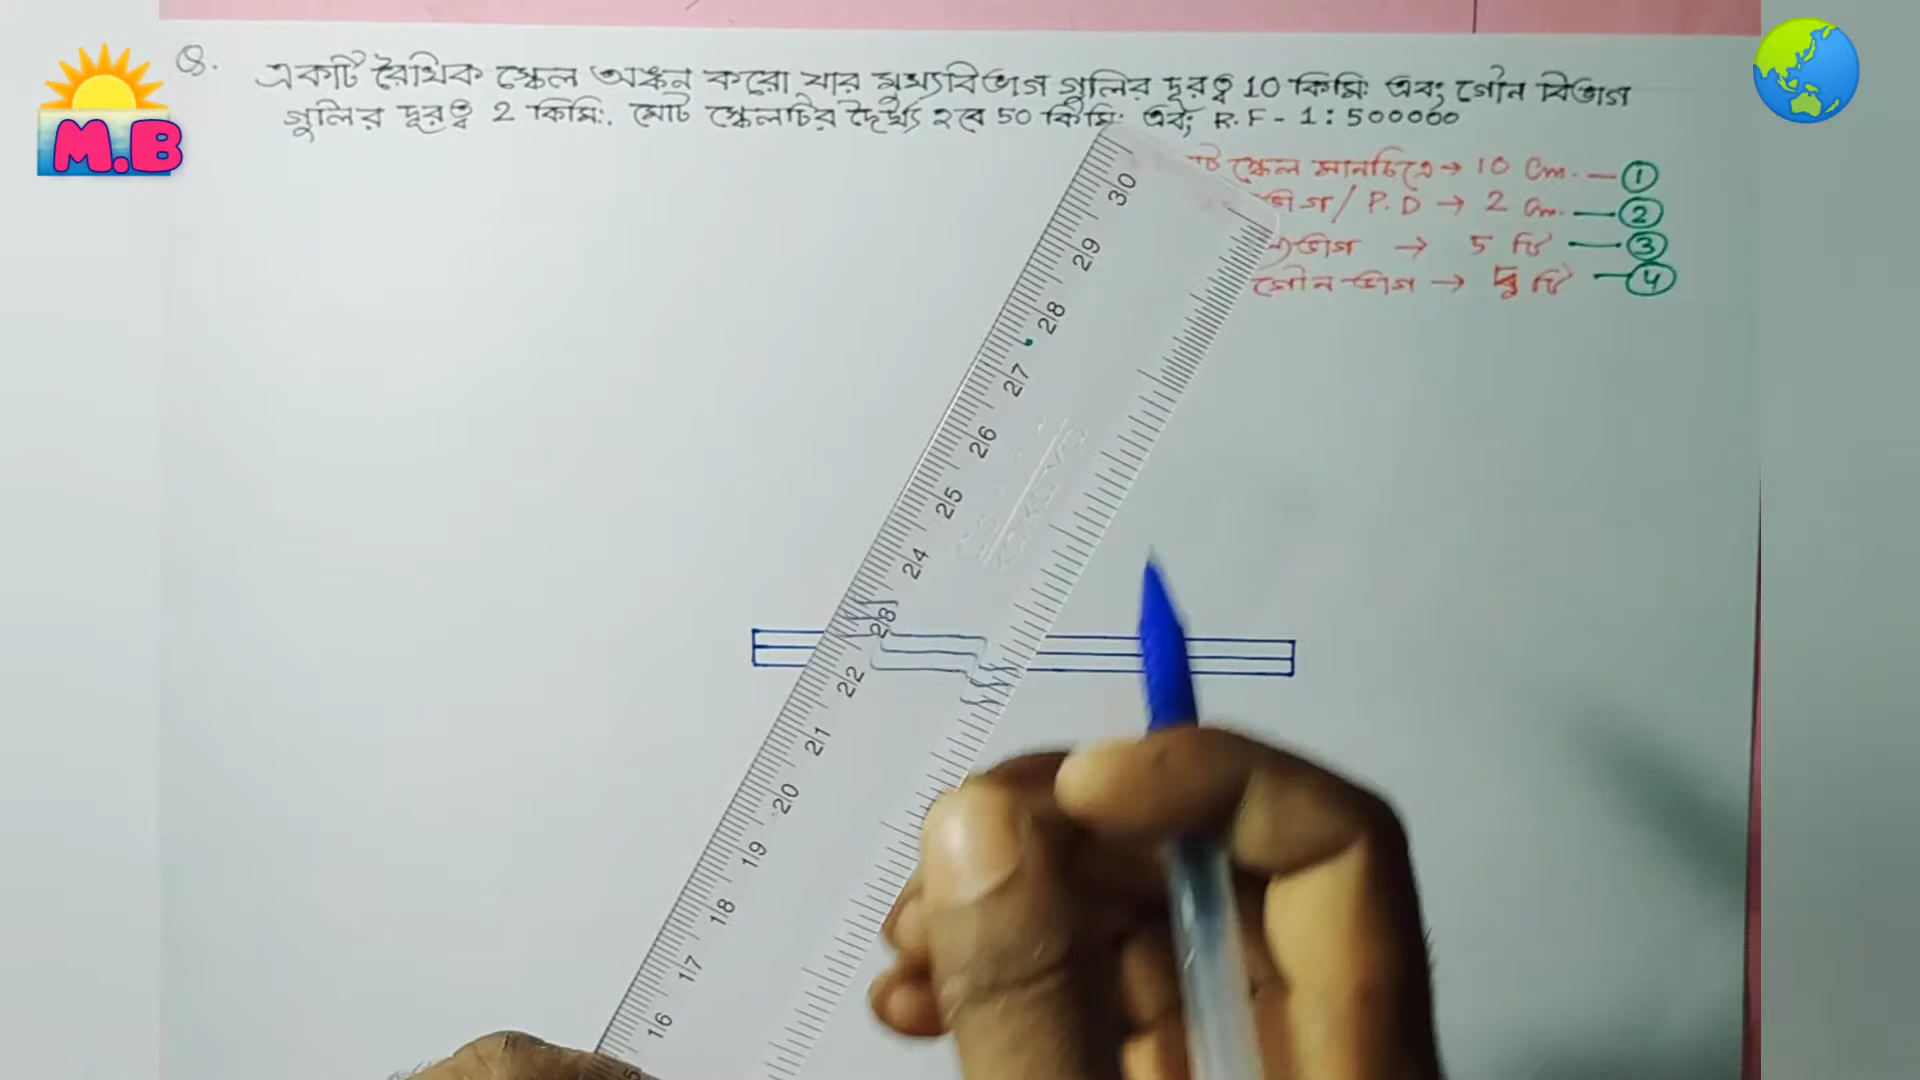 Q. একটি রৈখিক স্কেল অঙ্কন করো যার মুখ্যবিভাগ গুলির দূরত্ব 10 কিমি: এবং গৌন বিভাগ
গুলির দূরত্ব 2 কিমি:. মোট স্কেলটির দৈর্ঘ্য হবে 50 কিমি: এবং R.F - 1 : 500000
স্কেল মানচিত্রে → 10 Cm. — 1
ভাগ / P.D → 2 Cm. — 2
ভাগ → 5 টি — 3
গৌন ভাগ → 5 টি — 4
M.B
30
29
28
27
26
25
24
23
22
21
20
19
18
17
16